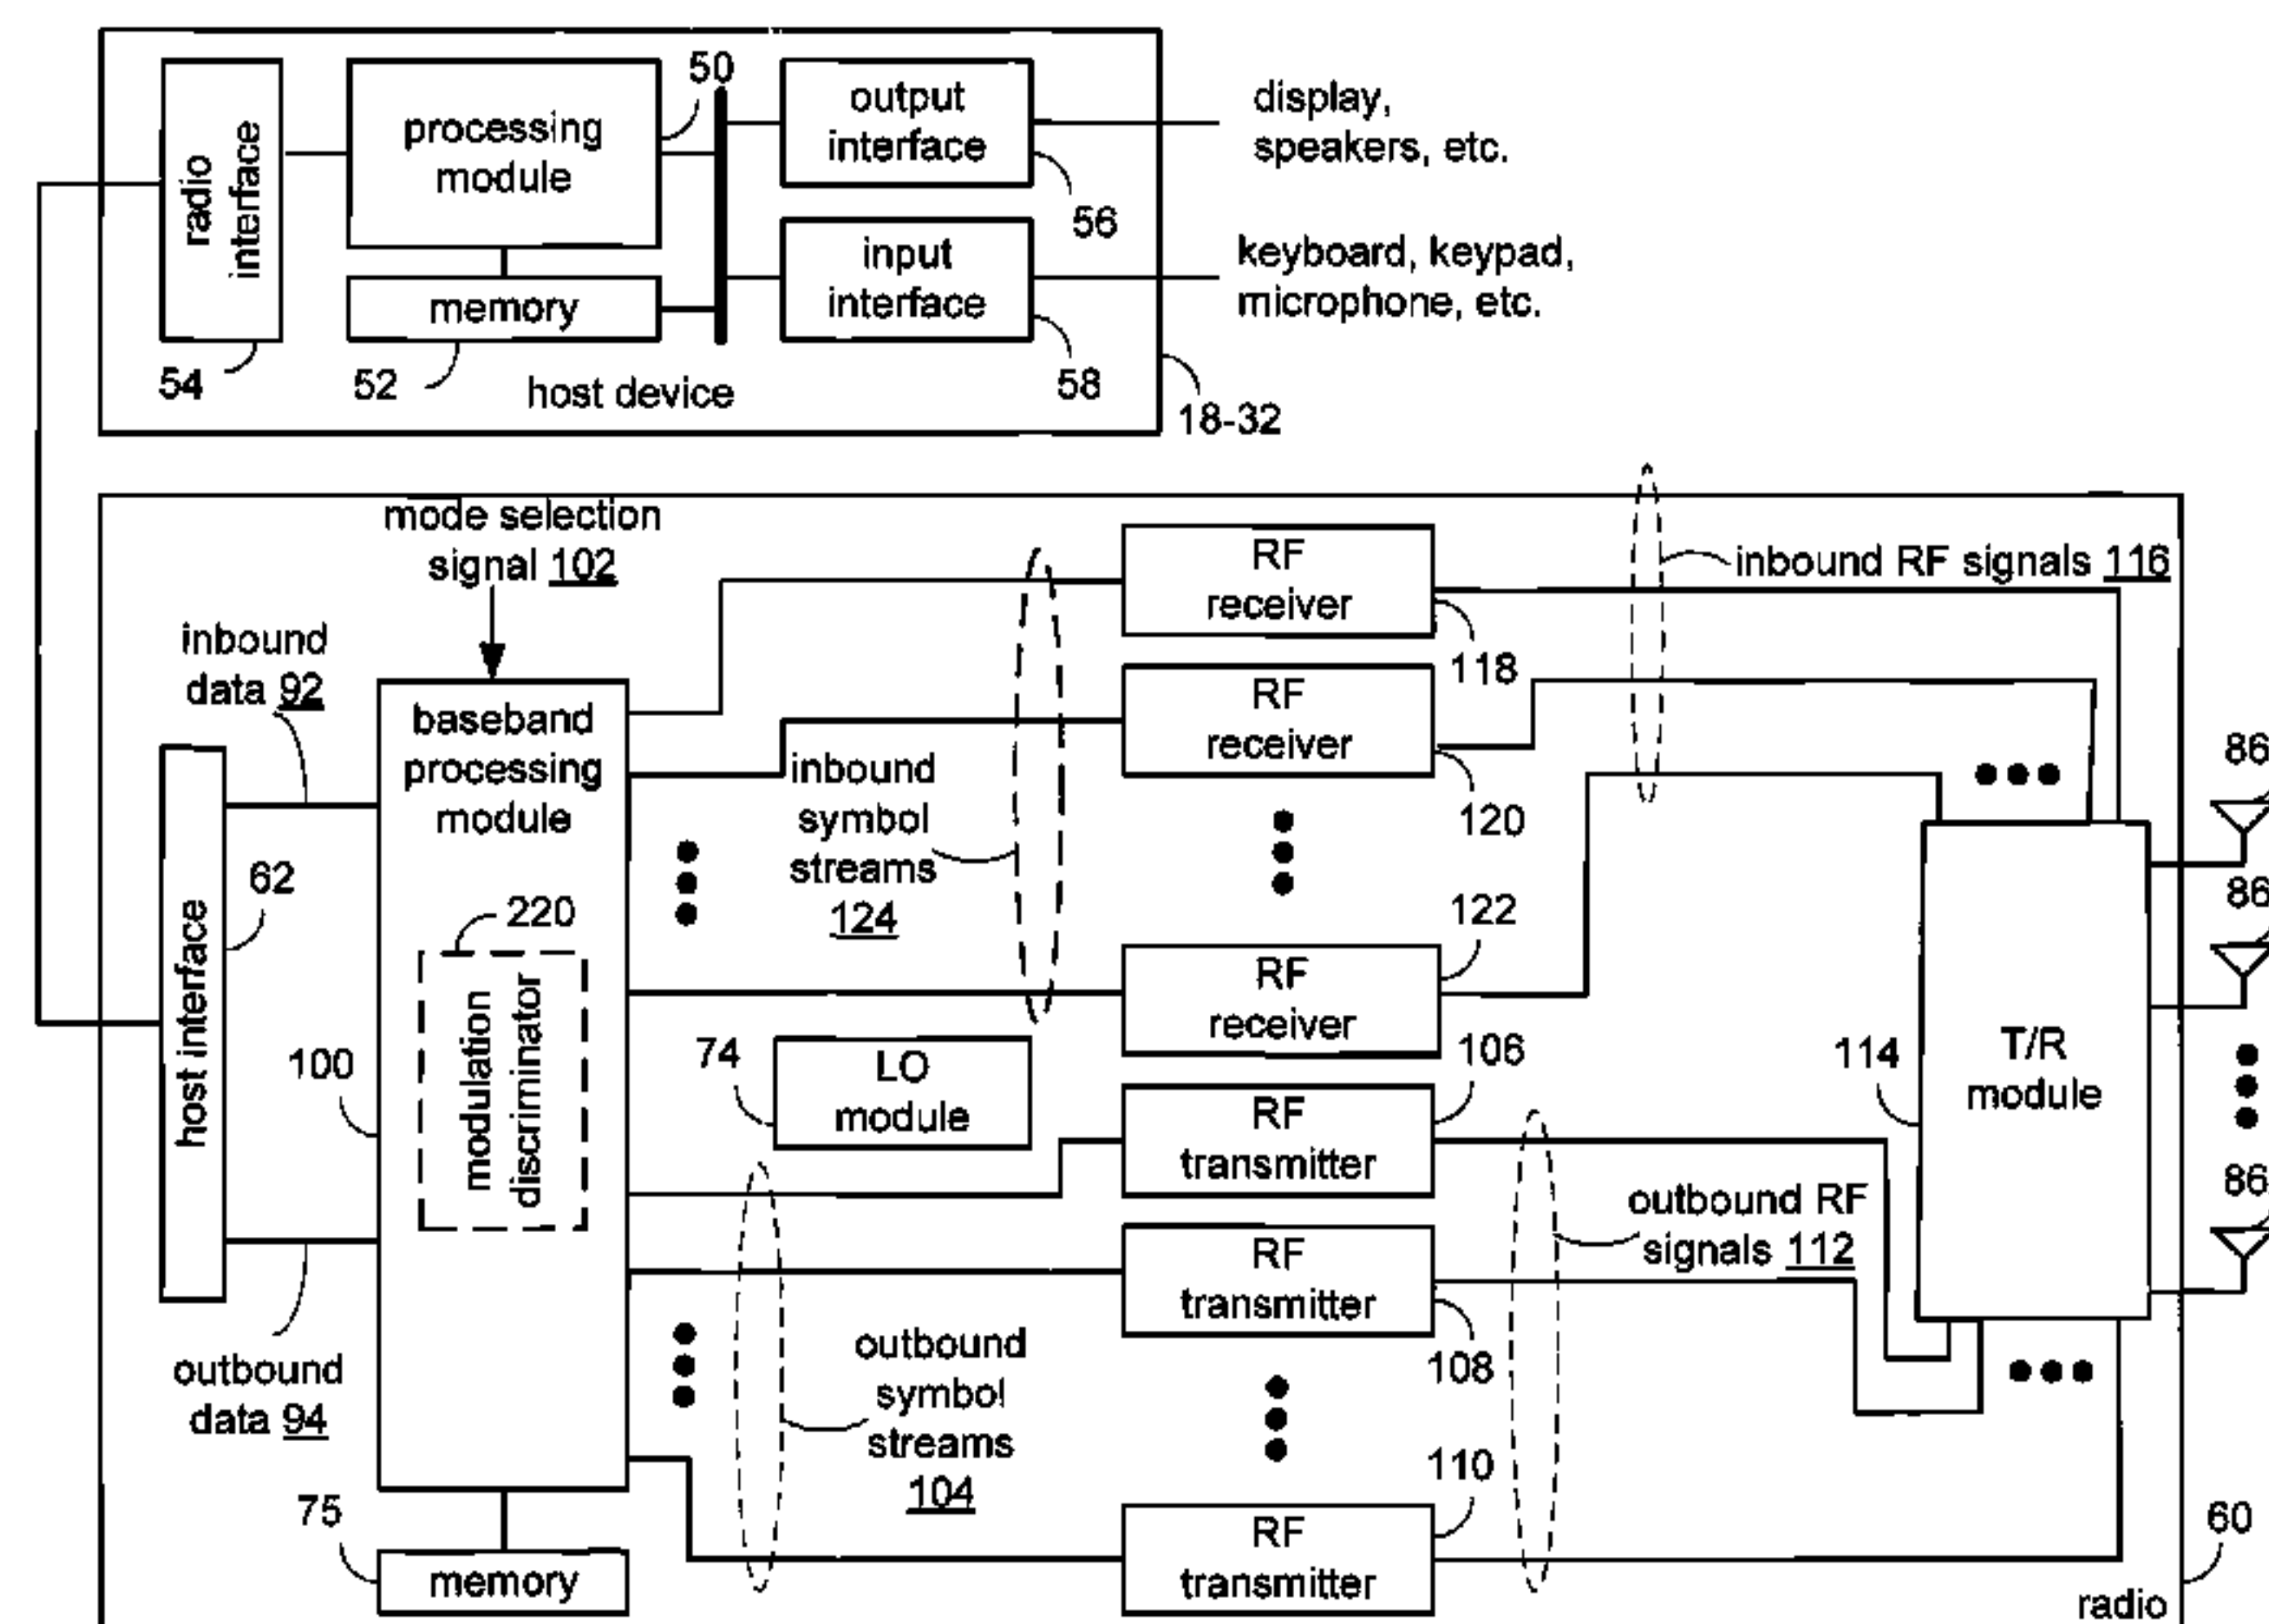 50
radio
interface
processing
module
output
interface
display,
speakers, etc.
56
memory
input
interface
keyboard, keypad,
microphone, etc.
54
52
host device
58
18-32
mode selection
signal 102
RF
receiver
118
inbound RF signals 116
inbound
data 92
baseband
processing
module
RF
receiver
120
inbound
symbol
streams
124
86
86
62
host interface
220
modulation
discriminator
100
122
RF
receiver
74
LO
module
106
RF
transmitter
114
T/R
module
86
outbound RF
signals 112
RF
transmitter
108
outbound
data 94
outbound
symbol
streams
104
110
RF
transmitter
75
memory
60
radio